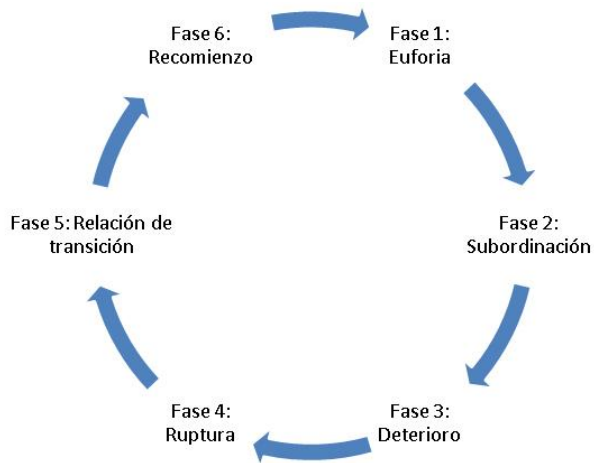 Fase 1:
Euforia
Fase 2:
Subordinación
Fase 3:
Deterioro
Fase 4:
Ruptura
Fase 5: Relación de
transición
Fase 6:
Recomienzo